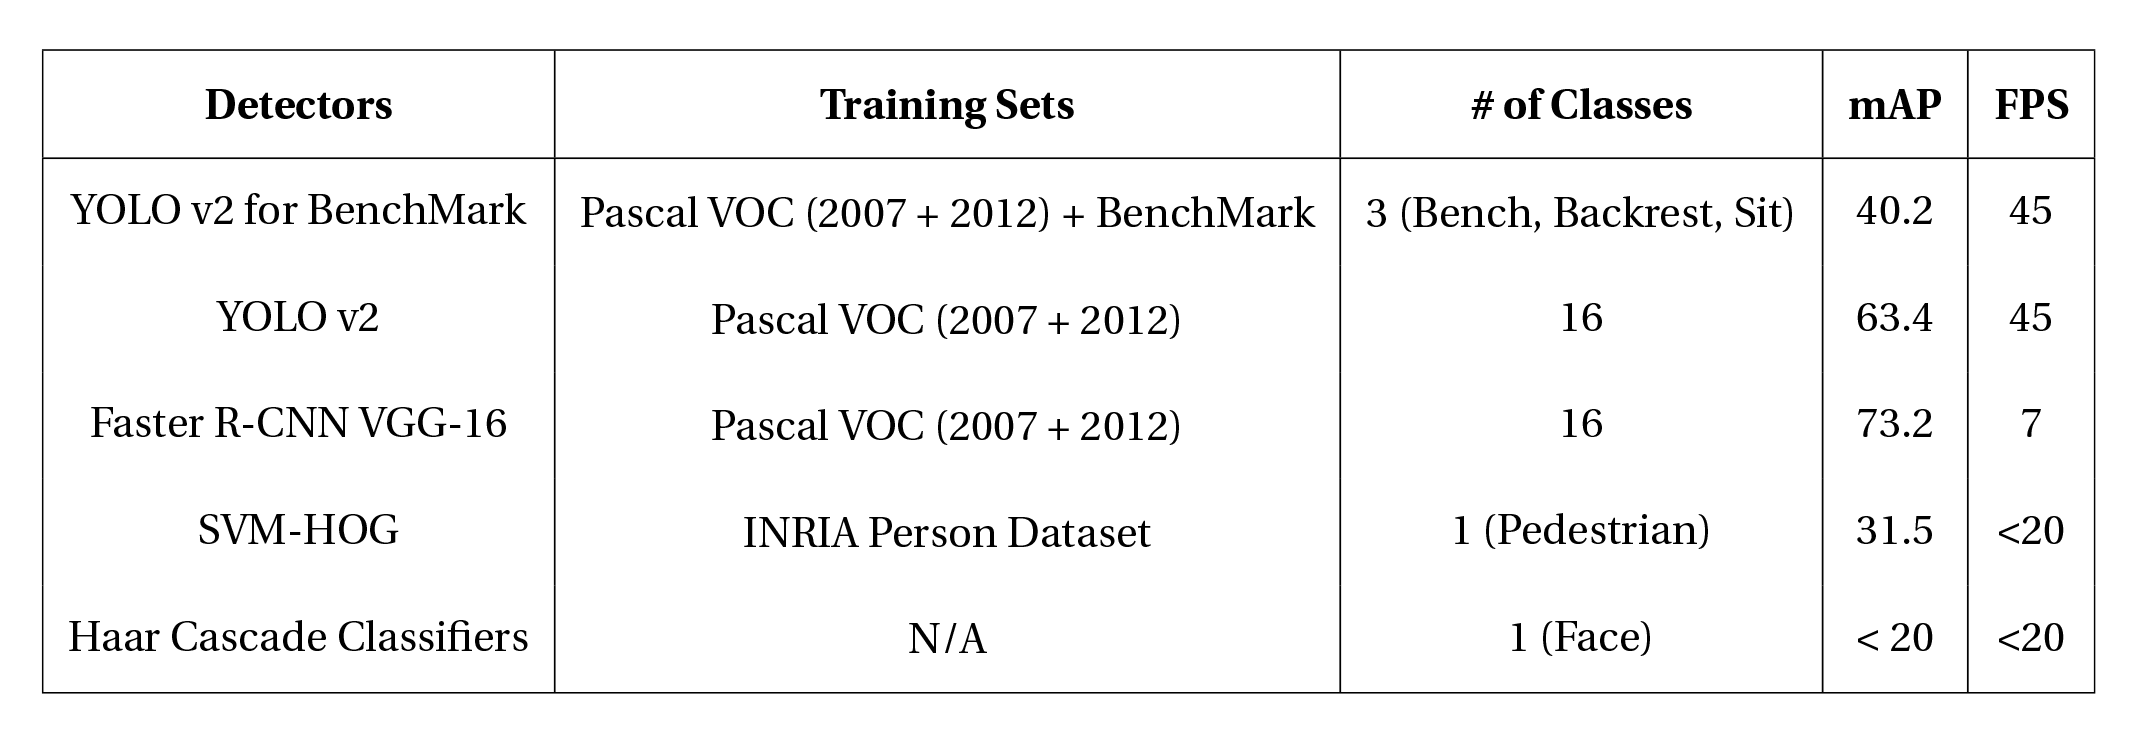 Detectors Training Sets # of Classes mAP FPS
YOLO v2 for BenchMark Pascal VOC (2007 + 2012) + BenchMark 3 (Bench, Backrest, Sit) 40.2 45
YOLO v2 Pascal VOC (2007 + 2012) 16 63.4 45
Faster R-CNN VGG-16 Pascal VOC (2007 + 2012) 16 73.2 7
SVM-HOG INRIA Person Dataset 1 (Pedestrian) 31.5 <20
Haar Cascade Classifiers N/A 1 (Face) < 20 <20